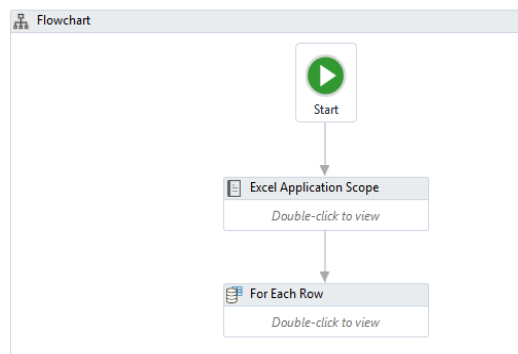 Flowchart
Start
Excel Application Scope
Double-click to view
For Each Row
Double-click to view